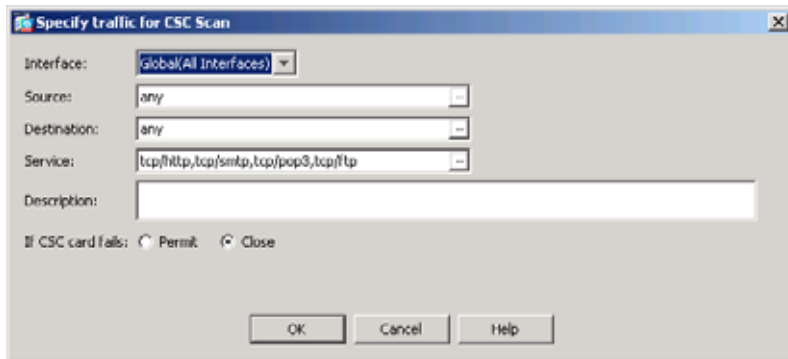 Specify traffic for CSC Scan
Interface: Global(All Interfaces)
Source: any ...
Destination: any ...
Service: tcp/http,tcp/smtp,tcp/pop3,tcp/ftp ...
Description:
If CSC card fails: Permit Close
OK Cancel Help